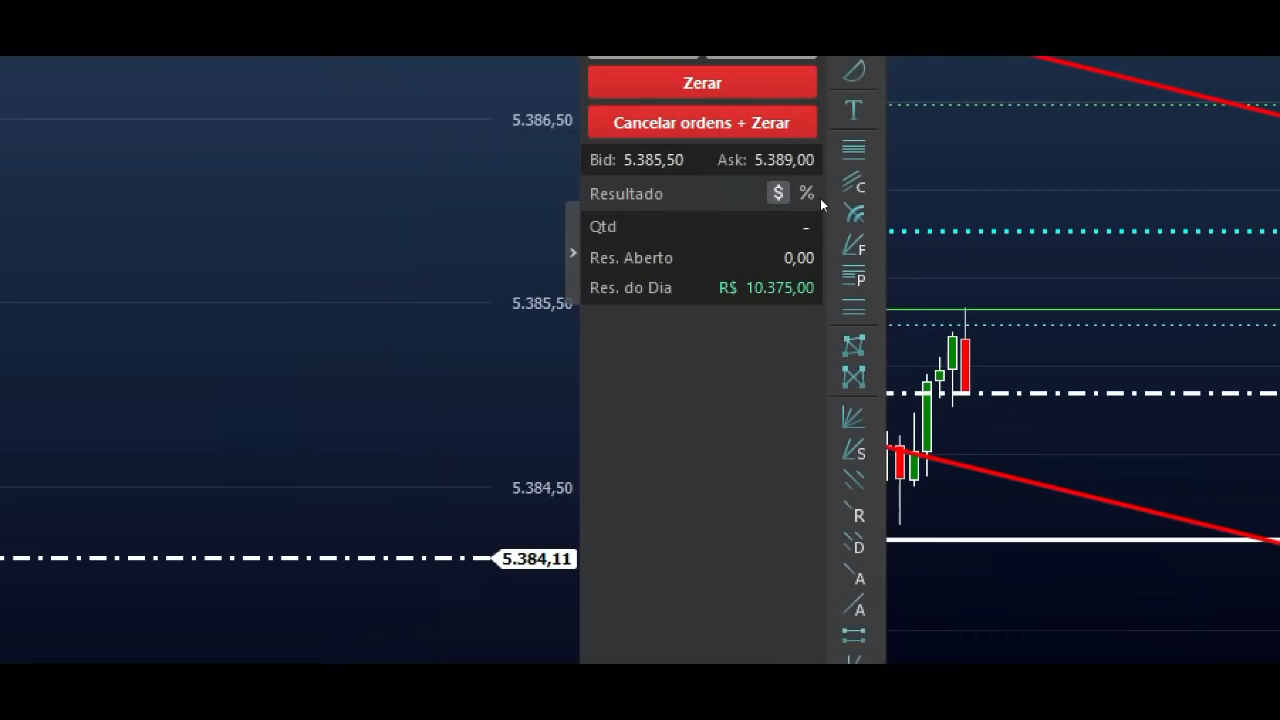 5.386,50
5.385,50
5.384,50
5.384,11
Zerar
Cancelar ordens + Zerar
Bid: 5.385,50 Ask: 5.389,00
Resultado $ %
Qtd -
Res. Aberto 0,00
Res. do Dia R$ 10.375,00
T
C
F
P
S
R
D
A
A